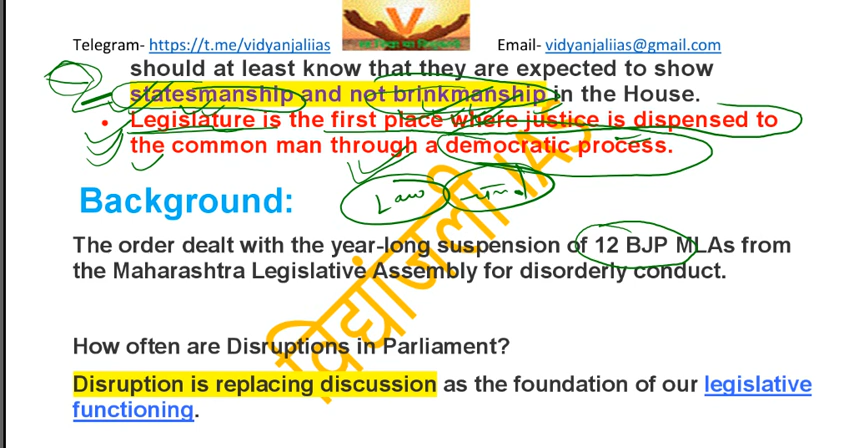 Telegram- https://t.me/vidyanjaliias Email- vidyanjaliias@gmail.com
should at least know that they are expected to show
statesmanship and not brinkmanship in the House.
• Legislature is the first place where justice is dispensed to
the common man through a democratic process.
Law
Background:
The order dealt with the year-long suspension of 12 BJP MLAs from
the Maharashtra Legislative Assembly for disorderly conduct.
How often are Disruptions in Parliament?
Disruption is replacing discussion as the foundation of our legislative
functioning.
विद्यांजली IAS